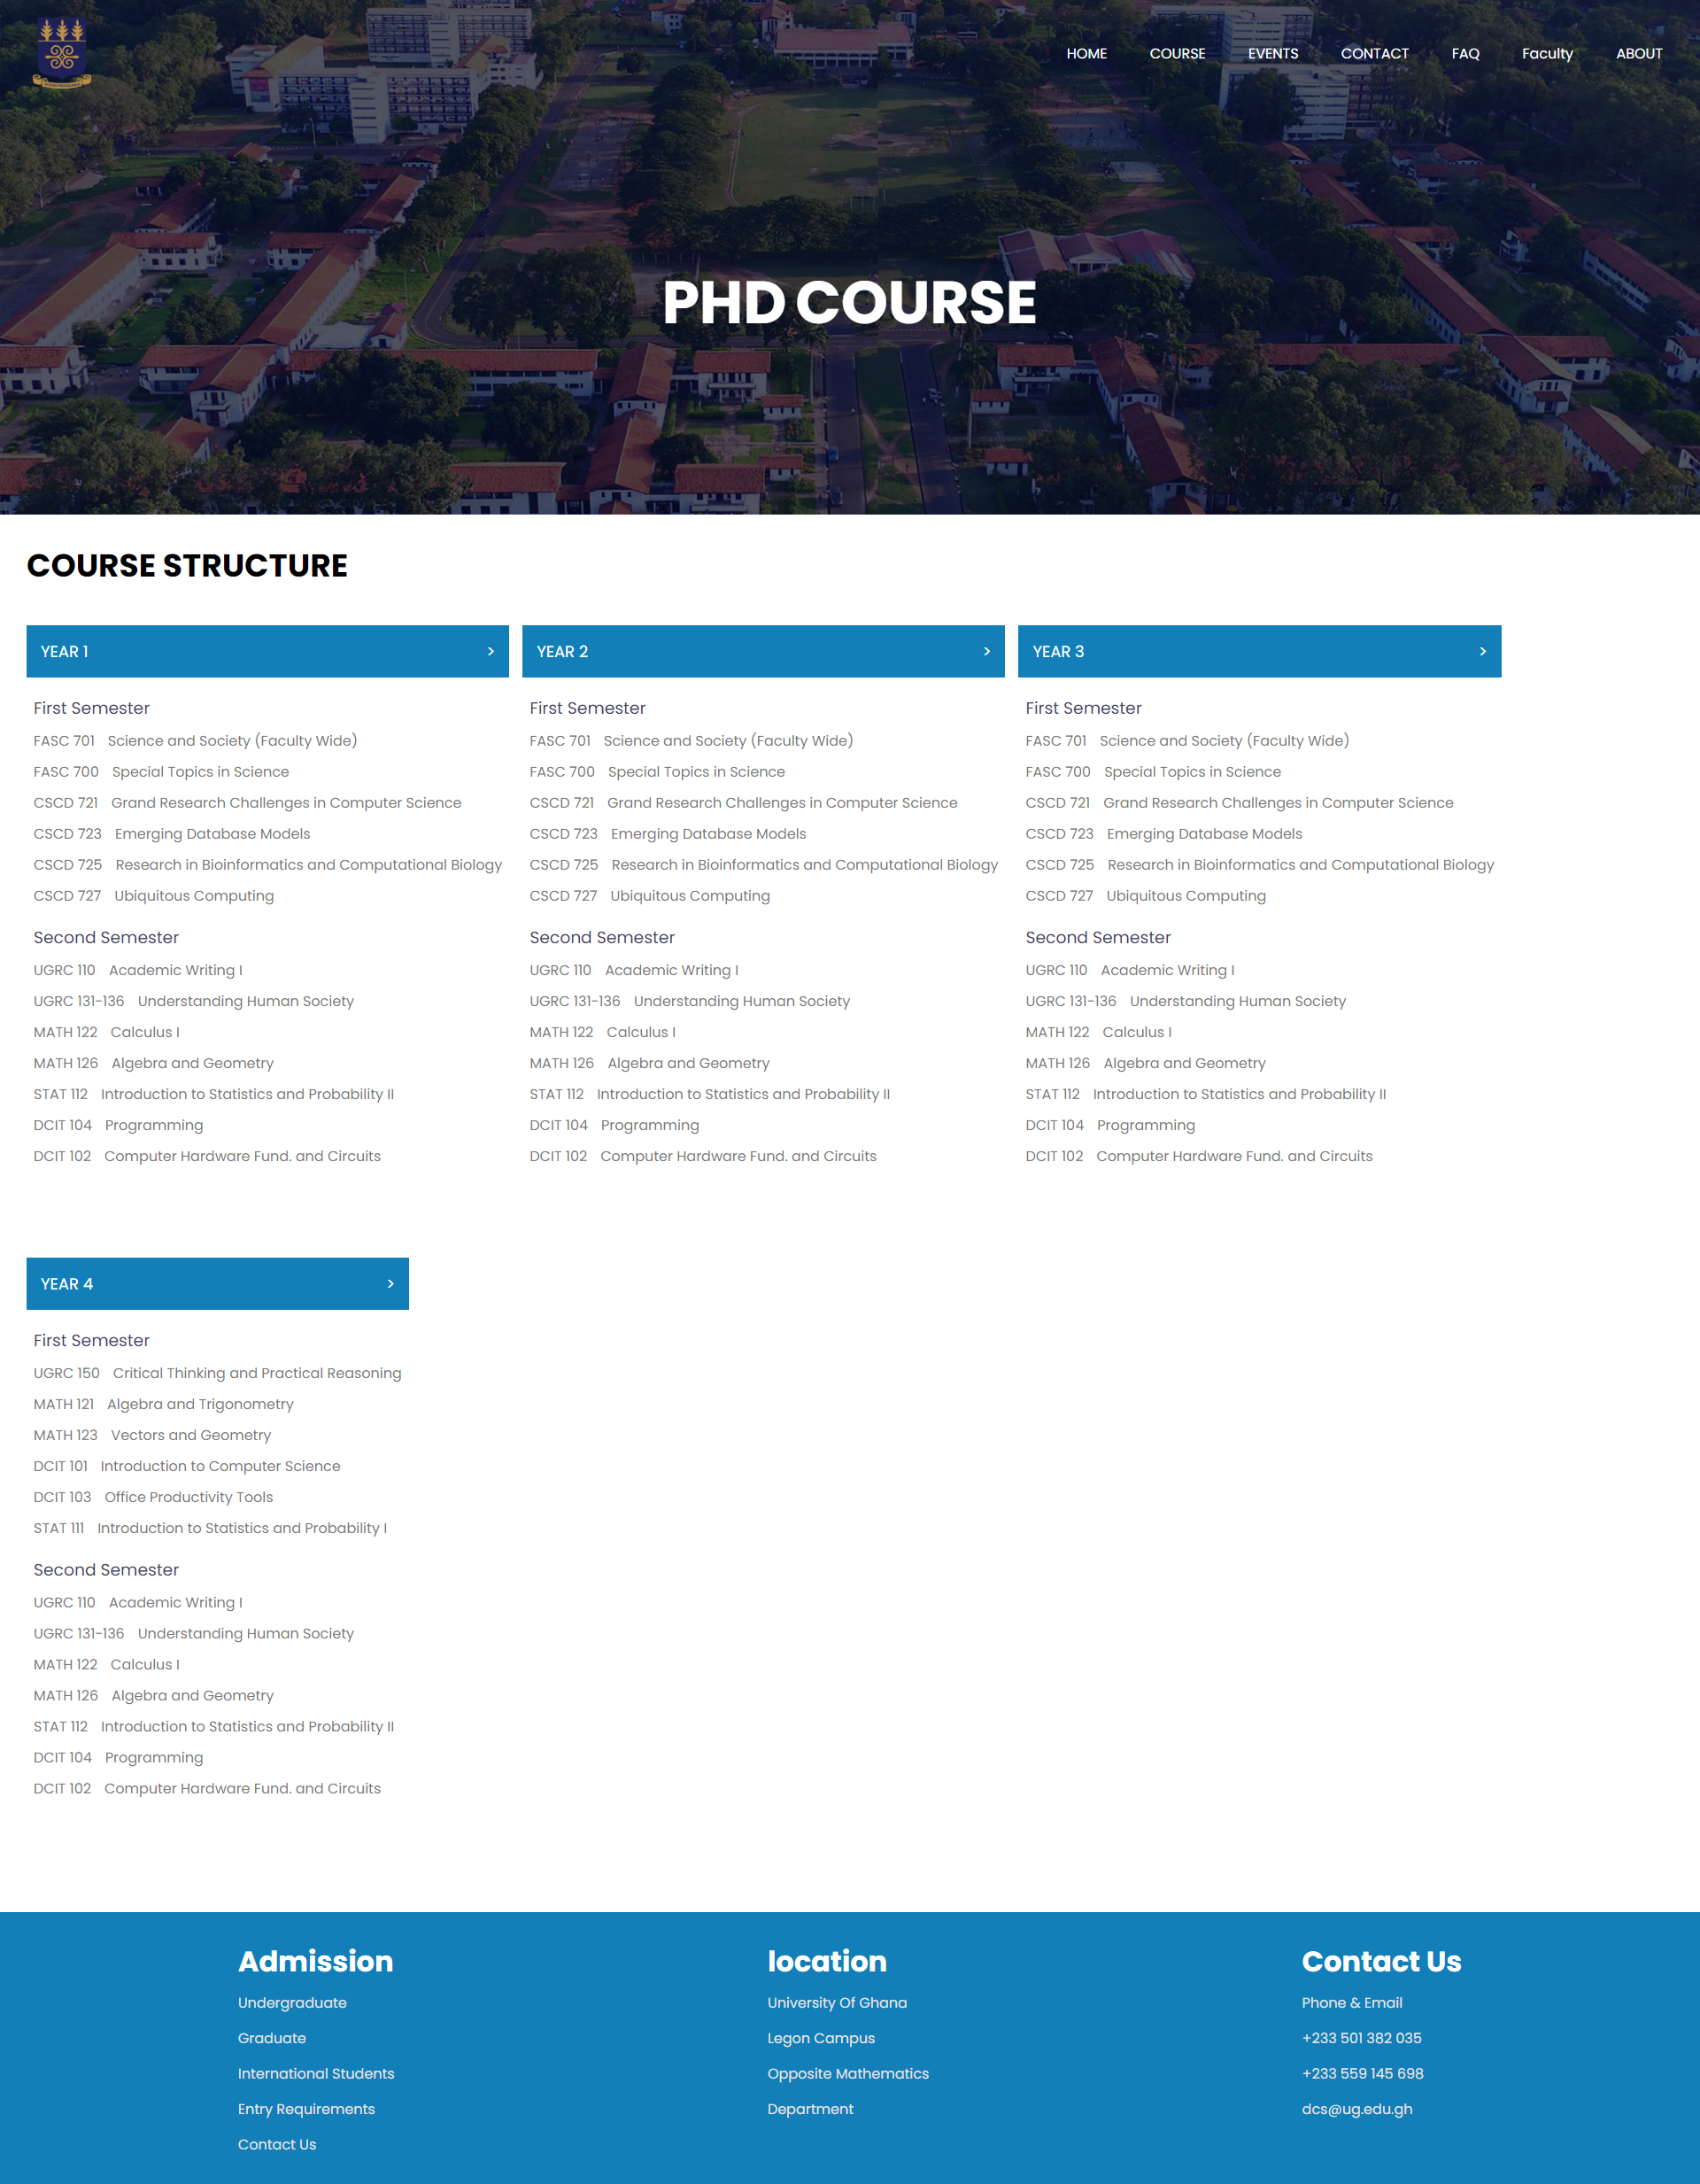 HOME COURSE EVENTS CONTACT FAQ Faculty ABOUT
PHD COURSE
COURSE STRUCTURE
YEAR 1 >
First Semester
FASC 701 Science and Society (Faculty Wide)
FASC 700 Special Topics in Science
CSCD 721 Grand Research Challenges in Computer Science
CSCD 723 Emerging Database Models
CSCD 725 Research in Bioinformatics and Computational Biology
CSCD 727 Ubiquitous Computing
Second Semester
UGRC 110 Academic Writing I
UGRC 131-136 Understanding Human Society
MATH 122 Calculus I
MATH 126 Algebra and Geometry
STAT 112 Introduction to Statistics and Probability II
DCIT 104 Programming
DCIT 102 Computer Hardware Fund. and Circuits
YEAR 2 >
First Semester
FASC 701 Science and Society (Faculty Wide)
FASC 700 Special Topics in Science
CSCD 721 Grand Research Challenges in Computer Science
CSCD 723 Emerging Database Models
CSCD 725 Research in Bioinformatics and Computational Biology
CSCD 727 Ubiquitous Computing
Second Semester
UGRC 110 Academic Writing I
UGRC 131-136 Understanding Human Society
MATH 122 Calculus I
MATH 126 Algebra and Geometry
STAT 112 Introduction to Statistics and Probability II
DCIT 104 Programming
DCIT 102 Computer Hardware Fund. and Circuits
YEAR 3 >
First Semester
FASC 701 Science and Society (Faculty Wide)
FASC 700 Special Topics in Science
CSCD 721 Grand Research Challenges in Computer Science
CSCD 723 Emerging Database Models
CSCD 725 Research in Bioinformatics and Computational Biology
CSCD 727 Ubiquitous Computing
Second Semester
UGRC 110 Academic Writing I
UGRC 131-136 Understanding Human Society
MATH 122 Calculus I
MATH 126 Algebra and Geometry
STAT 112 Introduction to Statistics and Probability II
DCIT 104 Programming
DCIT 102 Computer Hardware Fund. and Circuits
YEAR 4 >
First Semester
UGRC 150 Critical Thinking and Practical Reasoning
MATH 121 Algebra and Trigonometry
MATH 123 Vectors and Geometry
DCIT 101 Introduction to Computer Science
DCIT 103 Office Productivity Tools
STAT 111 Introduction to Statistics and Probability I
Second Semester
UGRC 110 Academic Writing I
UGRC 131-136 Understanding Human Society
MATH 122 Calculus I
MATH 126 Algebra and Geometry
STAT 112 Introduction to Statistics and Probability II
DCIT 104 Programming
DCIT 102 Computer Hardware Fund. and Circuits
Admission
Undergraduate
Graduate
International Students
Entry Requirements
Contact Us
location
University Of Ghana
Legon Campus
Opposite Mathematics
Department
Contact Us
Phone & Email
+233 501 382 035
+233 559 145 698
dcs@ug.edu.gh